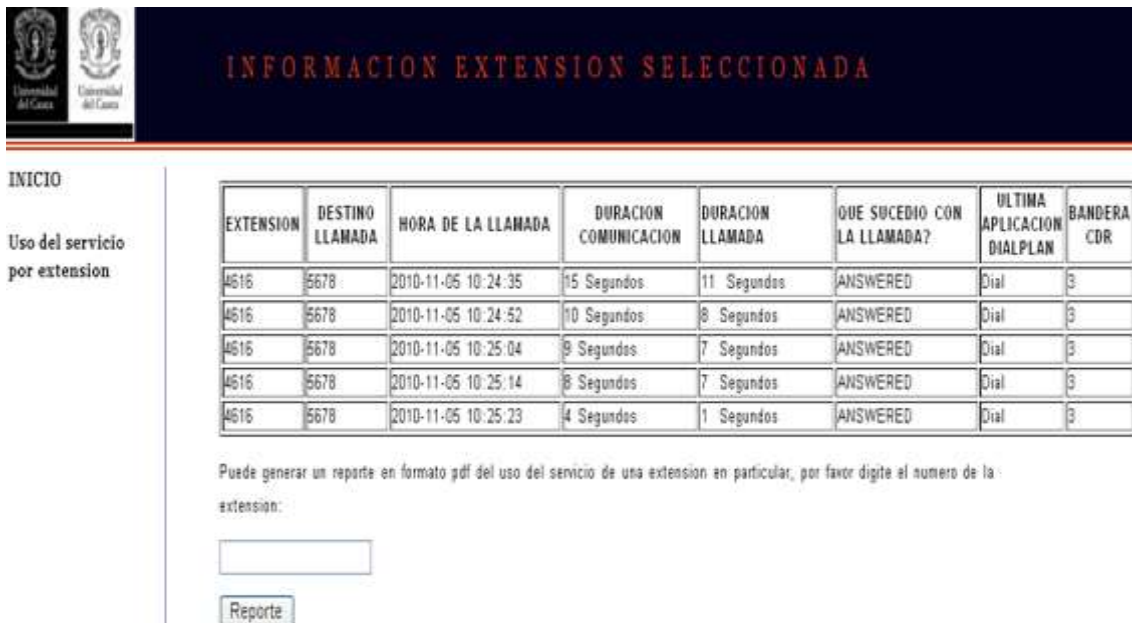 Universidad
del Cauca
Universidad
del Cauca
INFORMACION EXTENSION SELECCIONADA
INICIO
Uso del servicio
por extension
EXTENSION DESTINO LLAMADA HORA DE LA LLAMADA DURACION COMUNICACION DURACION LLAMADA QUE SUCEDIO CON LA LLAMADA? ULTIMA APLICACION DIALPLAN BANDERA CDR
4616 5678 2010-11-05 10:24:35 15 Segundos 11 Segundos ANSWERED Dial 3
4616 5678 2010-11-05 10:24:52 10 Segundos 8 Segundos ANSWERED Dial 3
4616 5678 2010-11-05 10:25:04 9 Segundos 7 Segundos ANSWERED Dial 3
4616 5678 2010-11-05 10:25:14 8 Segundos 7 Segundos ANSWERED Dial 3
4616 5678 2010-11-05 10:25:23 4 Segundos 1 Segundos ANSWERED Dial 3
Puede generar un reporte en formato pdf del uso del servicio de una extension en particular, por favor digite el numero de la
extension:
Reporte